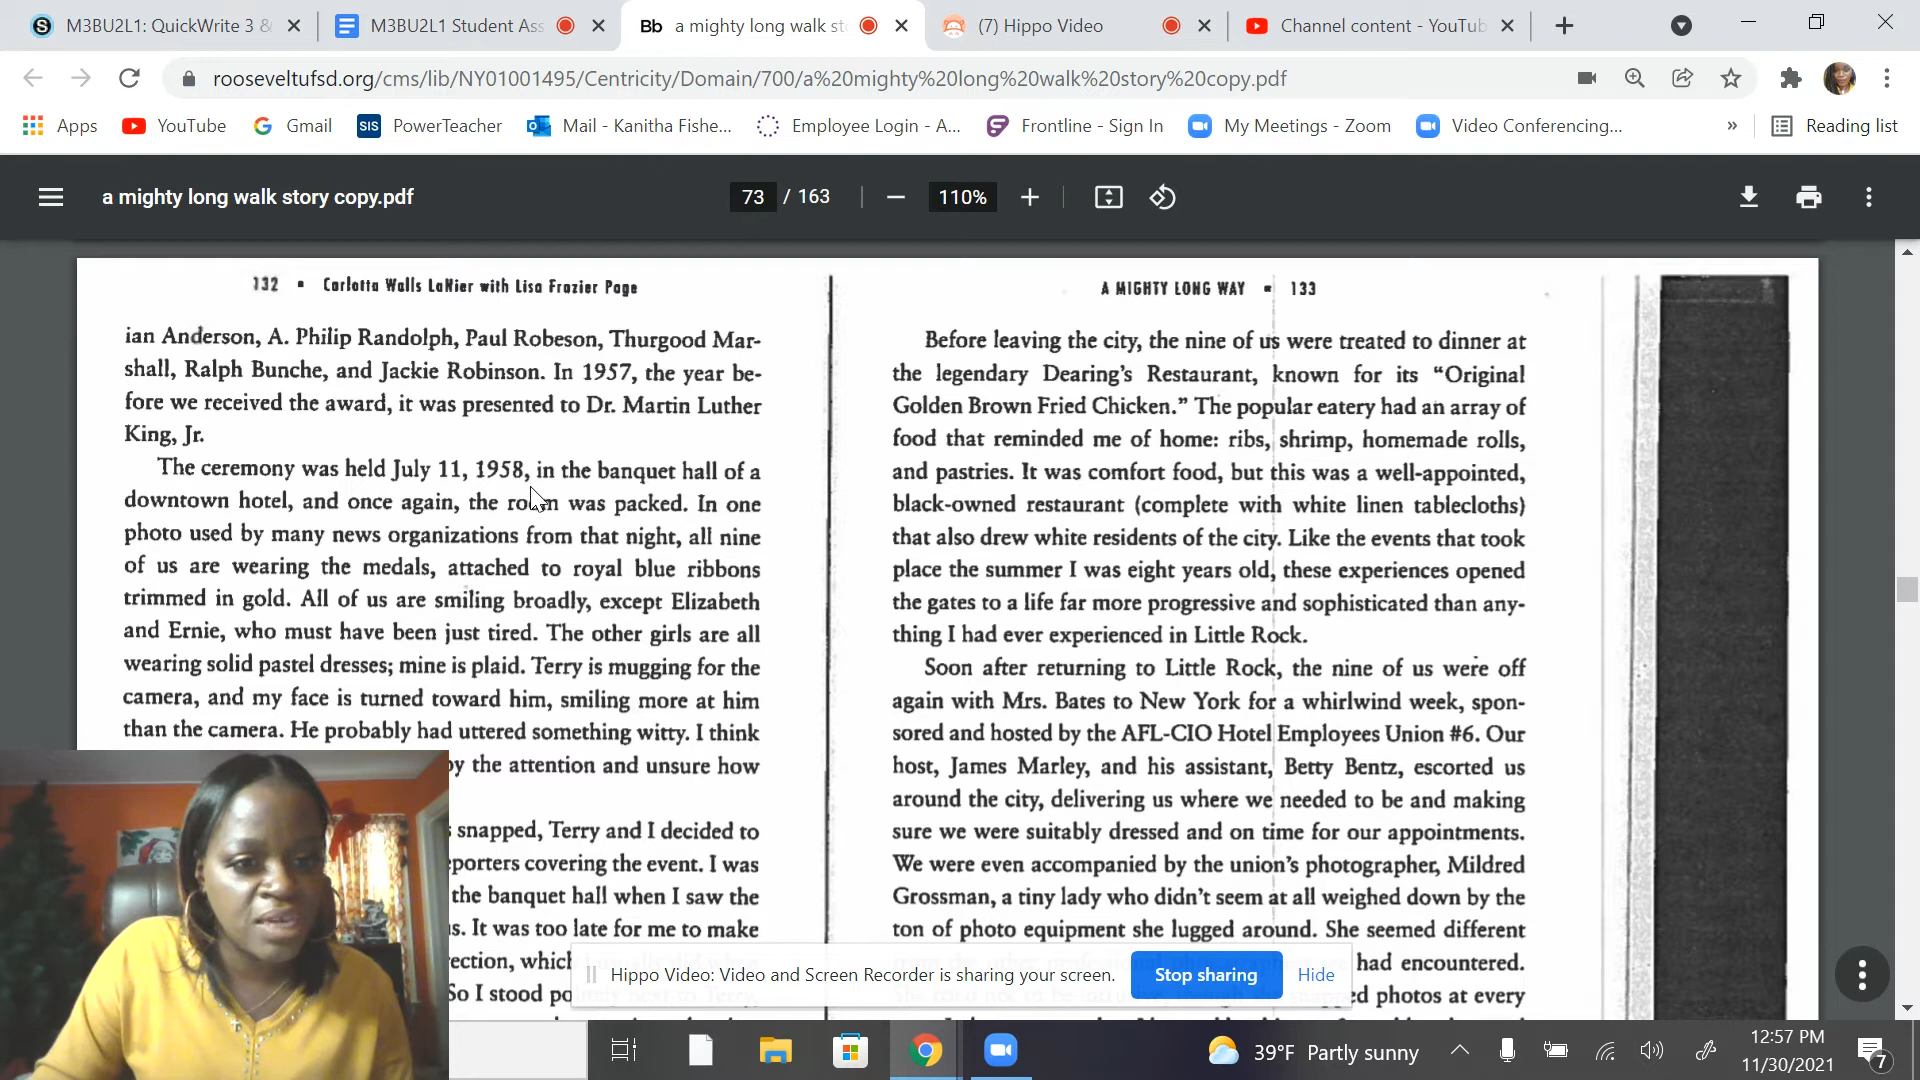 M3BU2L1: QuickWrite 3 &
M3BU2L1 Student Ass
Bb a mighty long walk st
(7) Hippo Video
Channel content - YouTub
rooseveltufsd.org/cms/lib/NY01001495/Centricity/Domain/700/a%20mighty%20long%20walk%20story%20copy.pdf
Apps YouTube Gmail SIS PowerTeacher Mail - Kanitha Fishe... Employee Login - A... Frontline - Sign In My Meetings - Zoom Video Conferencing... » Reading list
a mighty long walk story copy.pdf 73 / 163 110%
132 ▪ Carlotta Walls LaNier with Lisa Frazier Page
ian Anderson, A. Philip Randolph, Paul Robeson, Thurgood Mar-
shall, Ralph Bunche, and Jackie Robinson. In 1957, the year be-
fore we received the award, it was presented to Dr. Martin Luther
King, Jr.
The ceremony was held July 11, 1958, in the banquet hall of a
downtown hotel, and once again, the room was packed. In one
photo used by many news organizations from that night, all nine
of us are wearing the medals, attached to royal blue ribbons
trimmed in gold. All of us are smiling broadly, except Elizabeth
and Ernie, who must have been just tired. The other girls are all
wearing solid pastel dresses; mine is plaid. Terry is mugging for the
camera, and my face is turned toward him, smiling more at him
than the camera. He probably had uttered something witty. I think
by the attention and unsure how
snapped, Terry and I decided to
porters covering the event. I was
the banquet hall when I saw the
s. It was too late for me to make
ection, which
So I stood
A MIGHTY LONG WAY ▪ 133
Before leaving the city, the nine of us were treated to dinner at
the legendary Dearing's Restaurant, known for its "Original
Golden Brown Fried Chicken." The popular eatery had an array of
food that reminded me of home: ribs, shrimp, homemade rolls,
and pastries. It was comfort food, but this was a well-appointed,
black-owned restaurant (complete with white linen tablecloths)
that also drew white residents of the city. Like the events that took
place the summer I was eight years old, these experiences opened
the gates to a life far more progressive and sophisticated than any-
thing I had ever experienced in Little Rock.
Soon after returning to Little Rock, the nine of us were off
again with Mrs. Bates to New York for a whirlwind week, spon-
sored and hosted by the AFL-CIO Hotel Employees Union #6. Our
host, James Marley, and his assistant, Betty Bentz, escorted us
around the city, delivering us where we needed to be and making
sure we were suitably dressed and on time for our appointments.
We were even accompanied by the union's photographer, Mildred
Grossman, a tiny lady who didn't seem at all weighed down by the
ton of photo equipment she lugged around. She seemed different
had encountered.
ed photos at every
Hippo Video: Video and Screen Recorder is sharing your screen. Stop sharing Hide
39°F Partly sunny
12:57 PM
11/30/2021
7